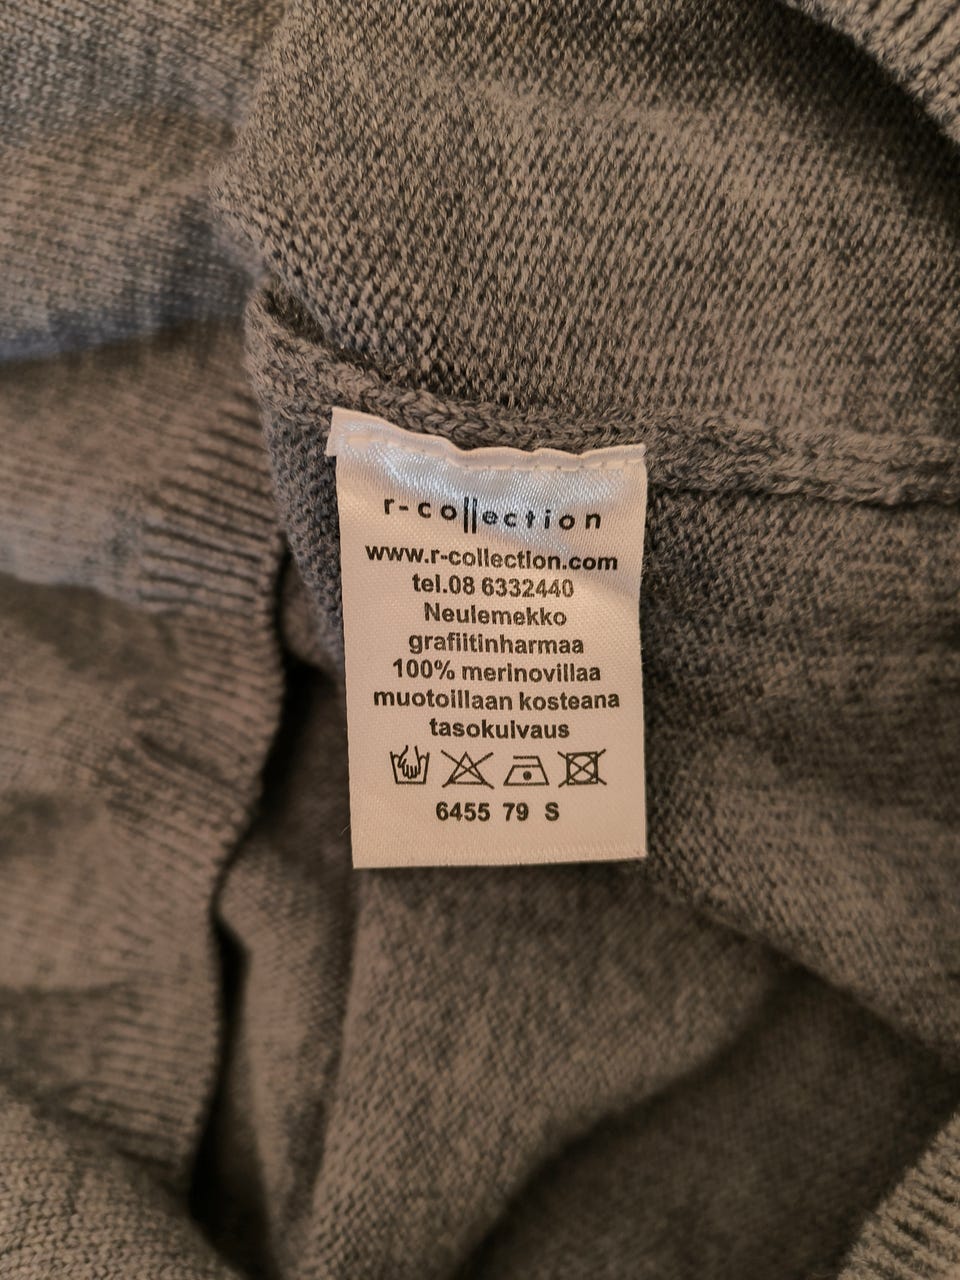 r-collection
www.r-collection.com
tel.08 6332440
Neulemekko
grafiitinharmaa
100% merinovillaa
muotoillaan kosteana
tasokuivaus
6455 79 S